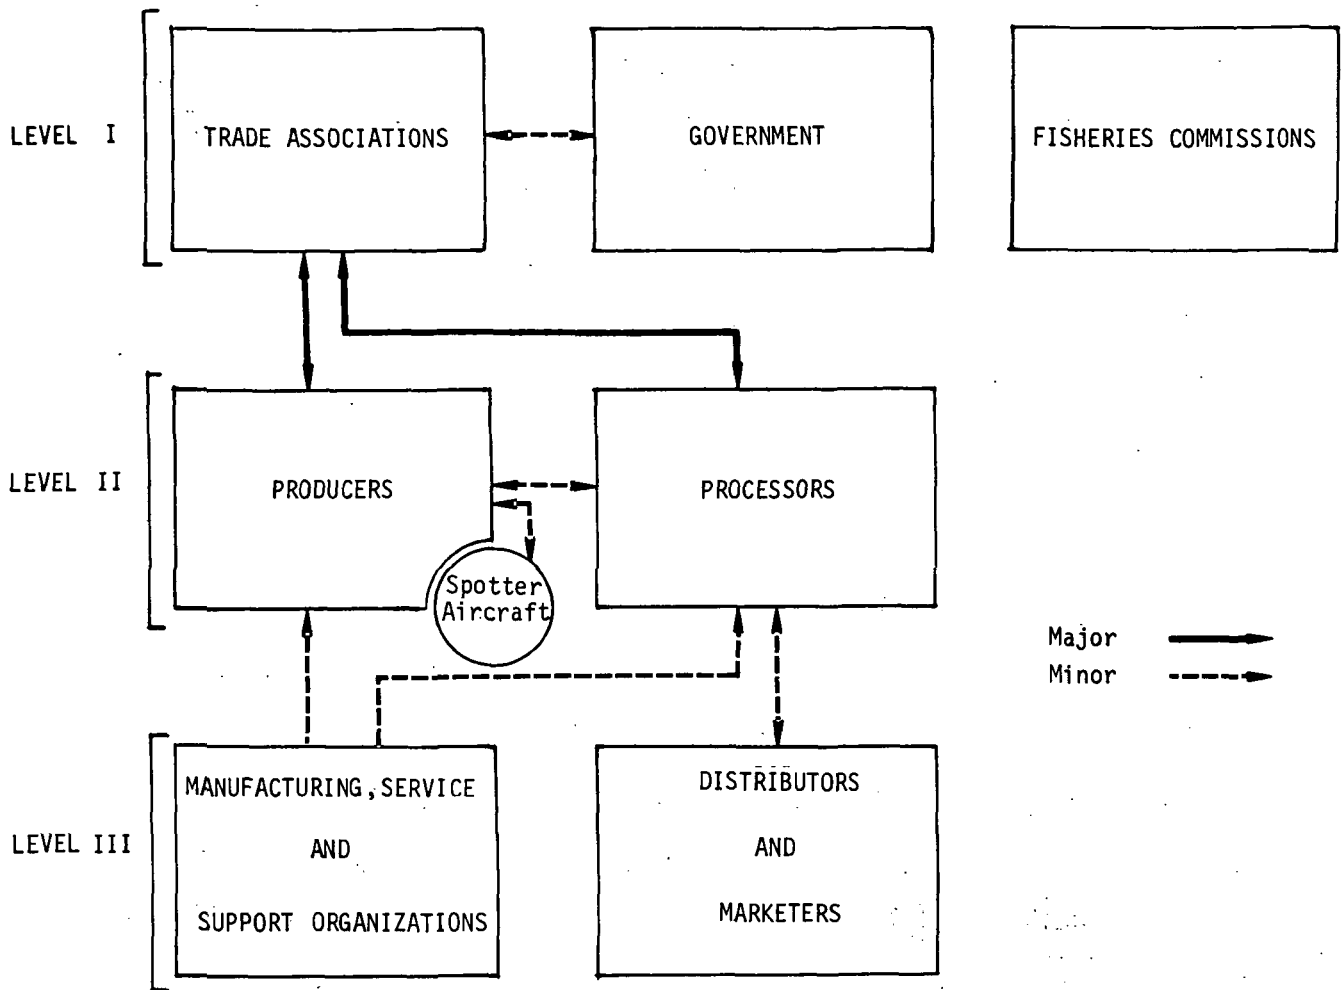 LEVEL I
TRADE ASSOCIATIONS
GOVERNMENT
FISHERIES COMMISSIONS
LEVEL II
PRODUCERS
PROCESSORS
Spotter
Aircraft
Major
Minor
LEVEL III
MANUFACTURING, SERVICE
AND
SUPPORT ORGANIZATIONS
DISTRIBUTORS
AND
MARKETERS